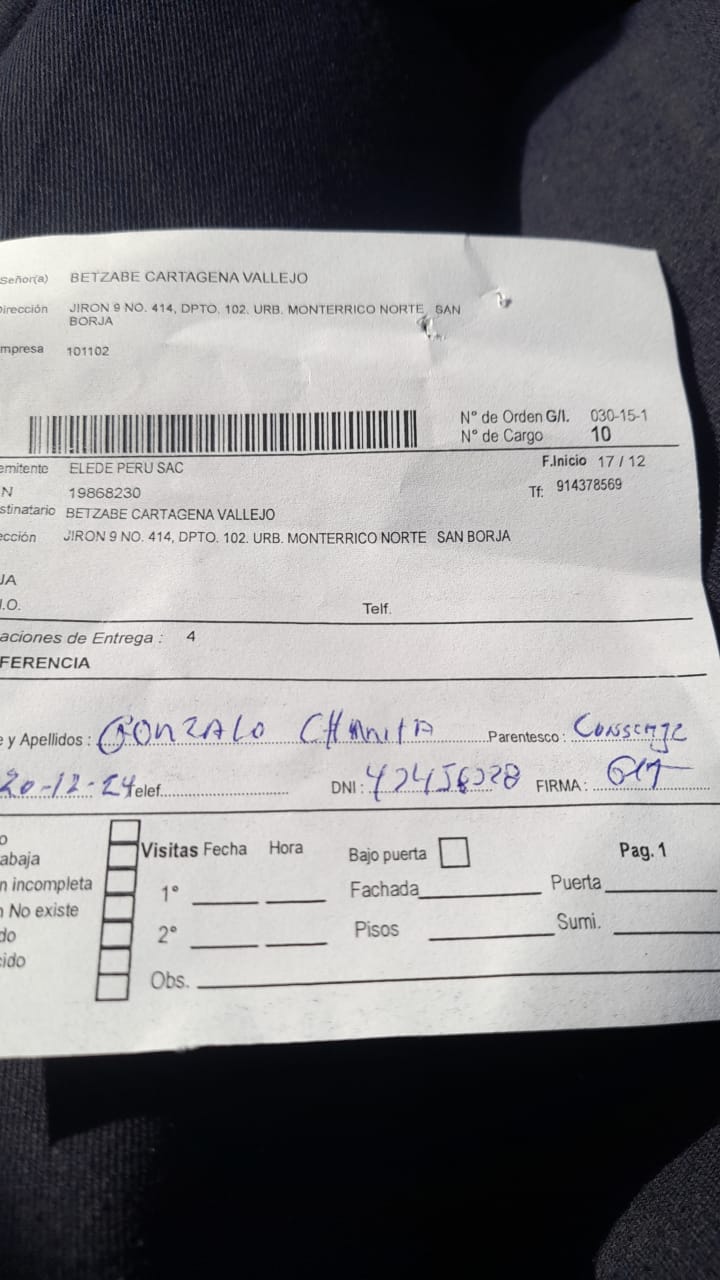 Señor(a) BETZABE CARTAGENA VALLEJO
Dirección JIRON 9 NO. 414, DPTO. 102. URB. MONTERRICO NORTE SAN
BORJA
mpresa 101102
N° de Orden G/I. 030-15-1
N° de Cargo 10
emitente ELEDE PERU SAC
F.Inicio 17 / 12
N 19868230
Tf: 914378569
stinatario BETZABE CARTAGENA VALLEJO
ección JIRON 9 NO. 414, DPTO. 102. URB. MONTERRICO NORTE SAN BORJA
JA
I.O. Telf.
aciones de Entrega : 4
FERENCIA
e y Apellidos : GONZALO Parentesco : Conserje
20-12-24 elef. DNI : FIRMA :
o
abaja
n incompleta
n No existe
do
cido
Visitas Fecha Hora
1°
2°
Obs.
Bajo puerta
Fachada
Pisos
Pag. 1
Puerta
Sumi.